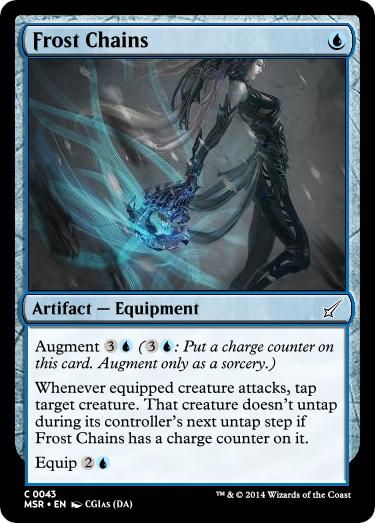 Frost Chains
Artifact — Equipment
Augment 3 (3 : Put a charge counter on
this card. Augment only as a sorcery.)
Whenever equipped creature attacks, tap
target creature. That creature doesn't untap
during its controller's next untap step if
Frost Chains has a charge counter on it.
Equip 2
C 0043
MSR • EN CGIas (DA)
™ & © 2014 Wizards of the Coast